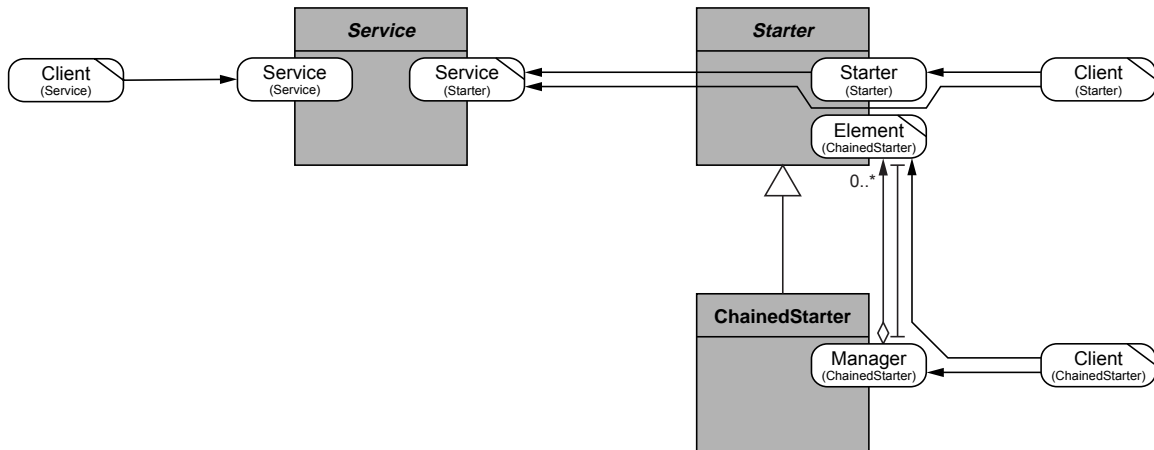 Service
Starter
Client
(Service)
Service
(Service)
Service
(Starter)
Starter
(Starter)
Client
(Starter)
Element
(ChainedStarter)
0..*
ChainedStarter
Manager
(ChainedStarter)
Client
(ChainedStarter)